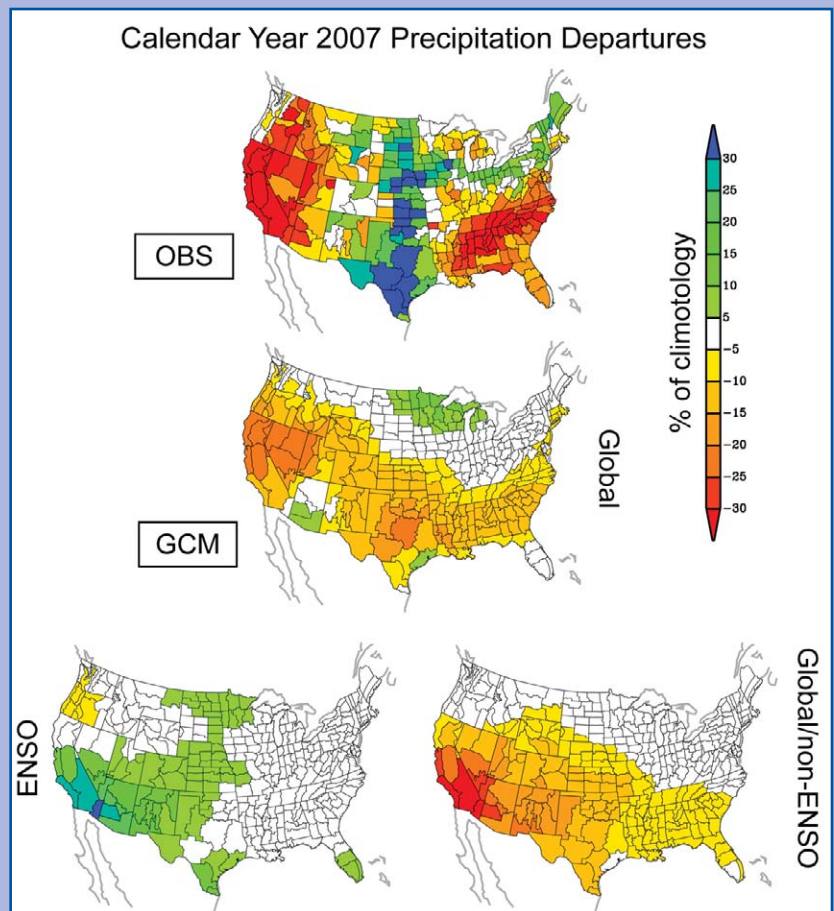 Calendar Year 2007 Precipitation Departures
OBS
% of climotology
30
25
20
15
10
5
−5
−10
−15
−20
−25
−30
Global
GCM
ENSO
Global/non-ENSO